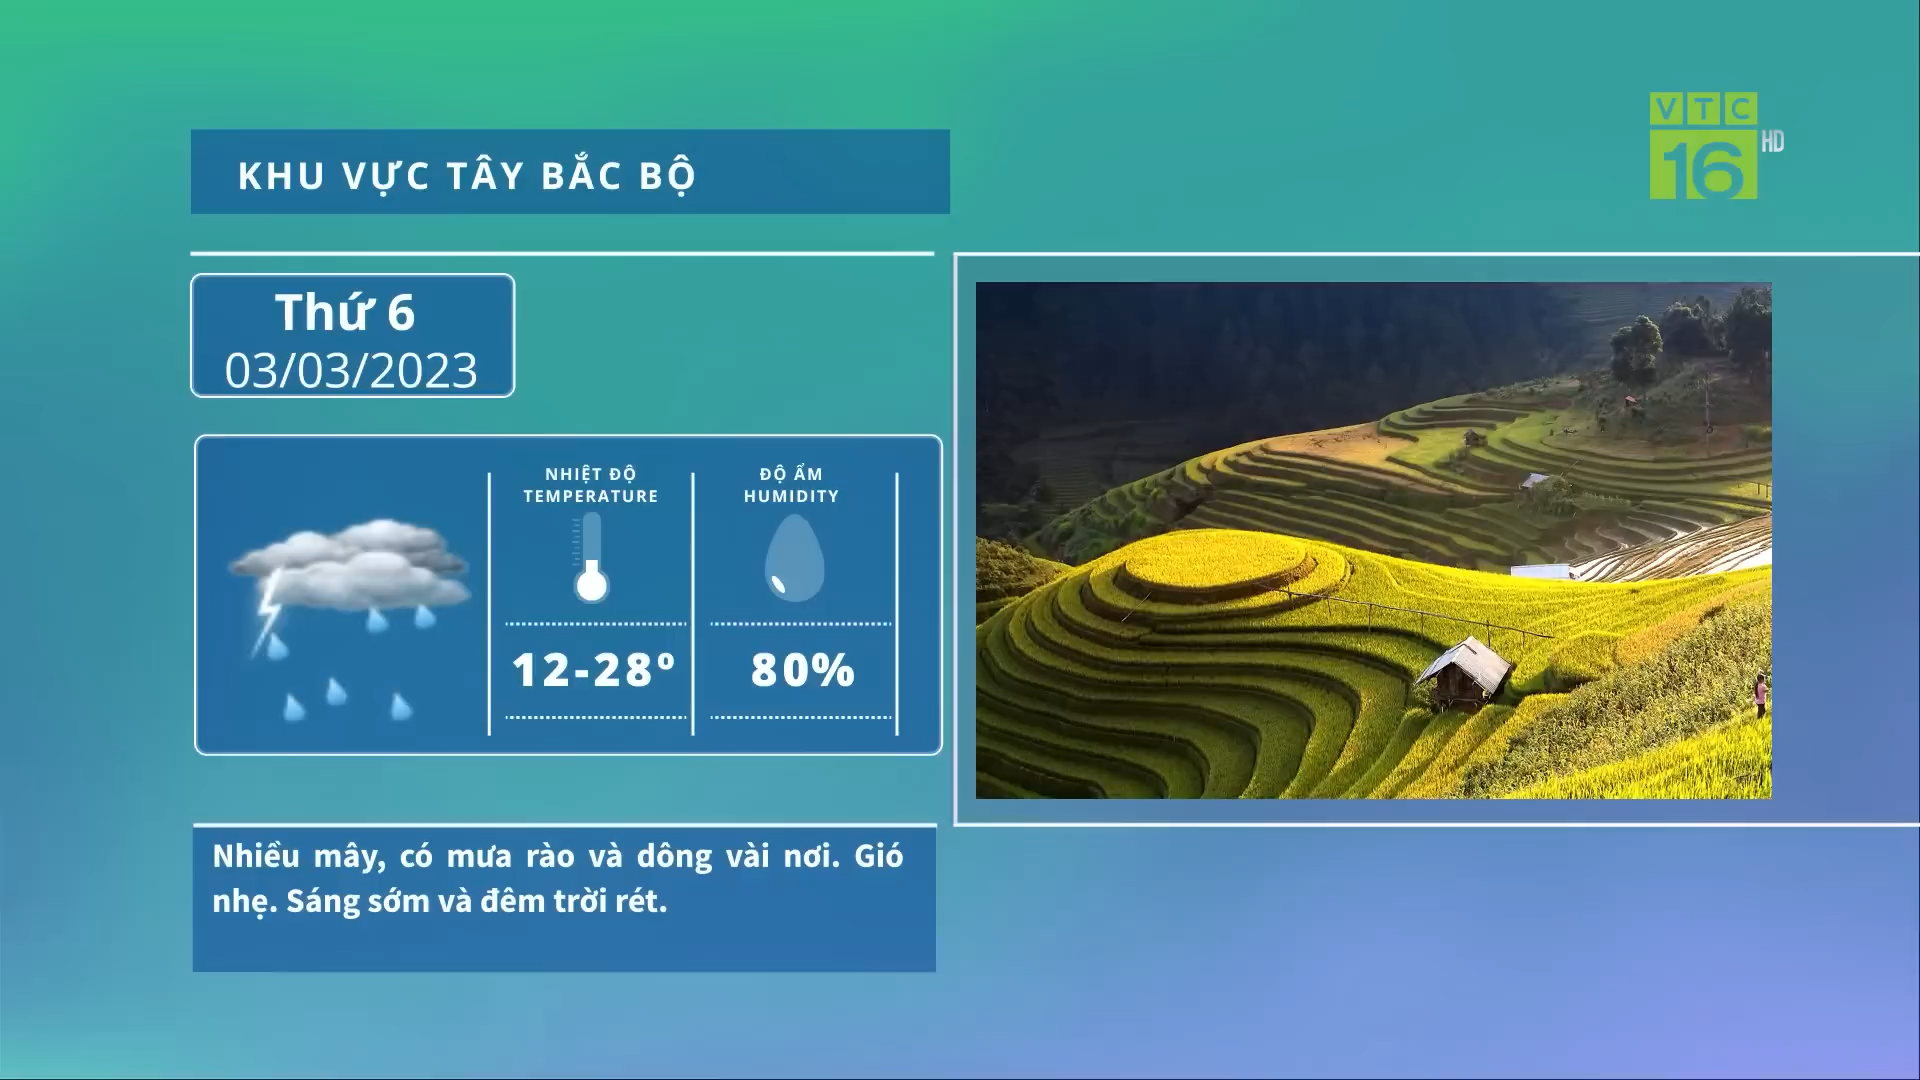 KHU VỰC TÂY BẮC BỘ
VTC
16
HD
Thứ 6
03/03/2023
NHIỆT ĐỘ
TEMPERATURE
12-28º
ĐỘ ẨM
HUMIDITY
80%
Nhiều mây, có mưa rào và dông vài nơi. Gió
nhẹ. Sáng sớm và đêm trời rét.